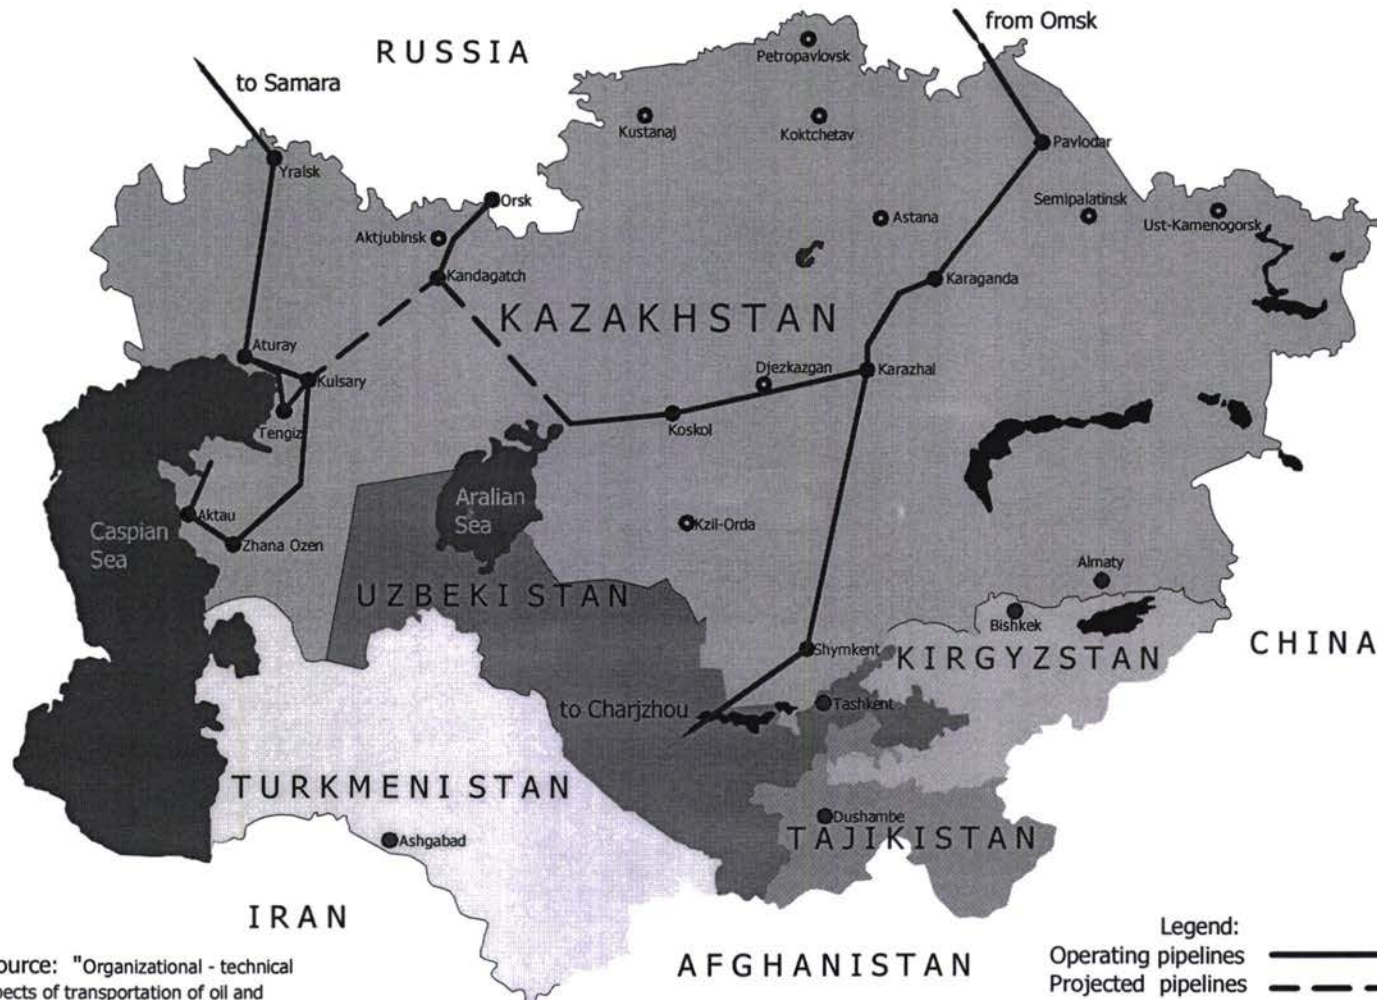 from Omsk
RUSSIA
Petropavlovsk
to Samara
Kustanaj
Koktchetav
Pavlodar
Yralsk
Orsk
Semipalatinsk
Astana
Ust-Kamenogorsk
Aktjubinsk
Kandagatch
Karaganda
KAZAKHSTAN
Aturay
Djezkazgan
Karazhal
Kulsary
Tengiz
Koskol
Aralian
Sea
Aktau
Kzil-Orda
Caspian
Sea
Zhana Ozen
Almaty
UZBEKISTAN
Bishkek
CHINA
Shymkent
KIRGYZSTAN
to Charjzhou
Tashkent
TURKMENISTAN
Dushambe
TAJIKISTAN
Ashgabad
IRAN
Legend:
Operating pipelines
AFGHANISTAN
Projected pipelines
ource: "Organizational - technical
pects of transportation of oil and